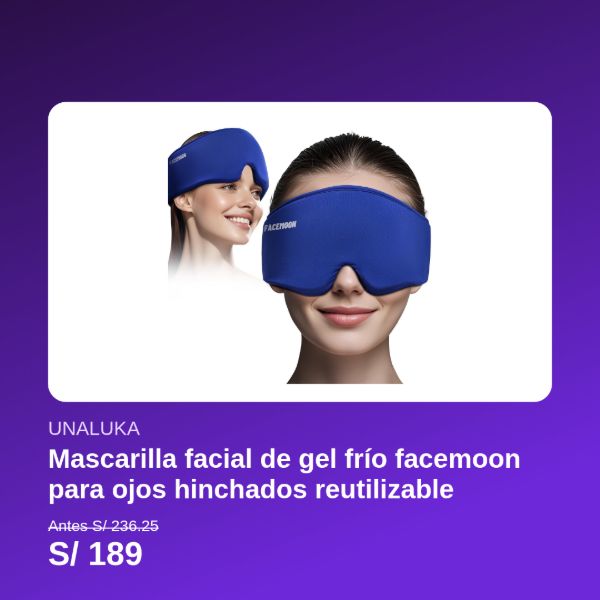 FACEMOON
FACEMOON
UNALUKA
Mascarilla facial de gel frío facemoon
para ojos hinchados reutilizable
Antes S/ 236.25
S/ 189